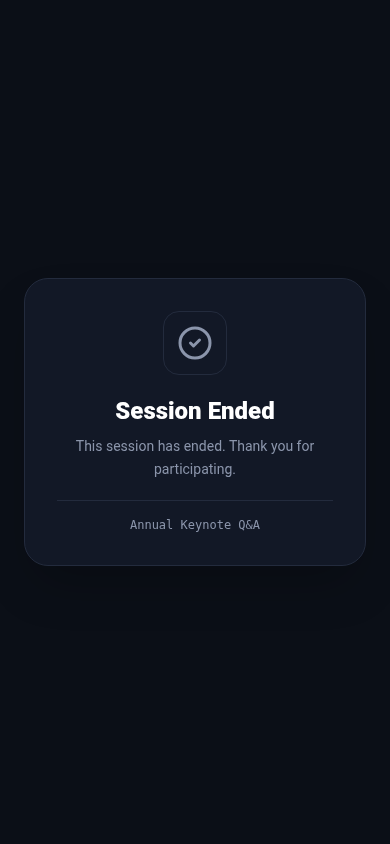 Session Ended
This session has ended. Thank you for
participating.
Annual Keynote Q&A